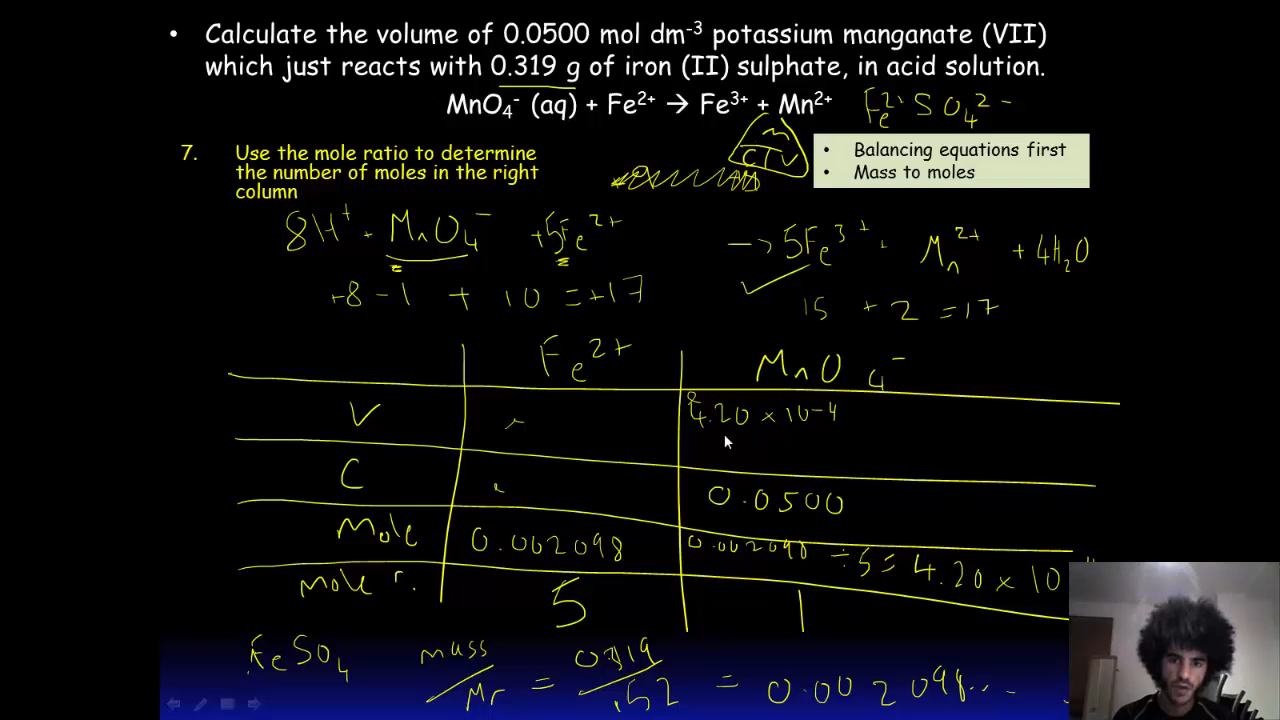 • Calculate the volume of 0.0500 mol dm⁻³ potassium manganate (VII)
which just reacts with 0.319 g of iron (II) sulphate, in acid solution.
MnO₄⁻ (aq) + Fe²⁺ → Fe³⁺ + Mn²⁺
Fe²⁺ SO₄²⁻
7. Use the mole ratio to determine
the number of moles in the right
column
m
C V
• Balancing equations first
• Mass to moles
8H⁺ + MnO₄⁻ + 5Fe²⁺ → 5Fe³⁺ + Mn²⁺ + 4H₂O
+8 -1 + 10 = +17
15 + 2 = 17
Fe²⁺ MnO₄⁻
V 4.20 × 10-4
C 0.0500
Mole 0.002098 0.002098 ÷ 5 = 4.20 × 10
mole r. 5 1
FeSO₄ mass / Mr = 0.319 / 152 = 0.002098...